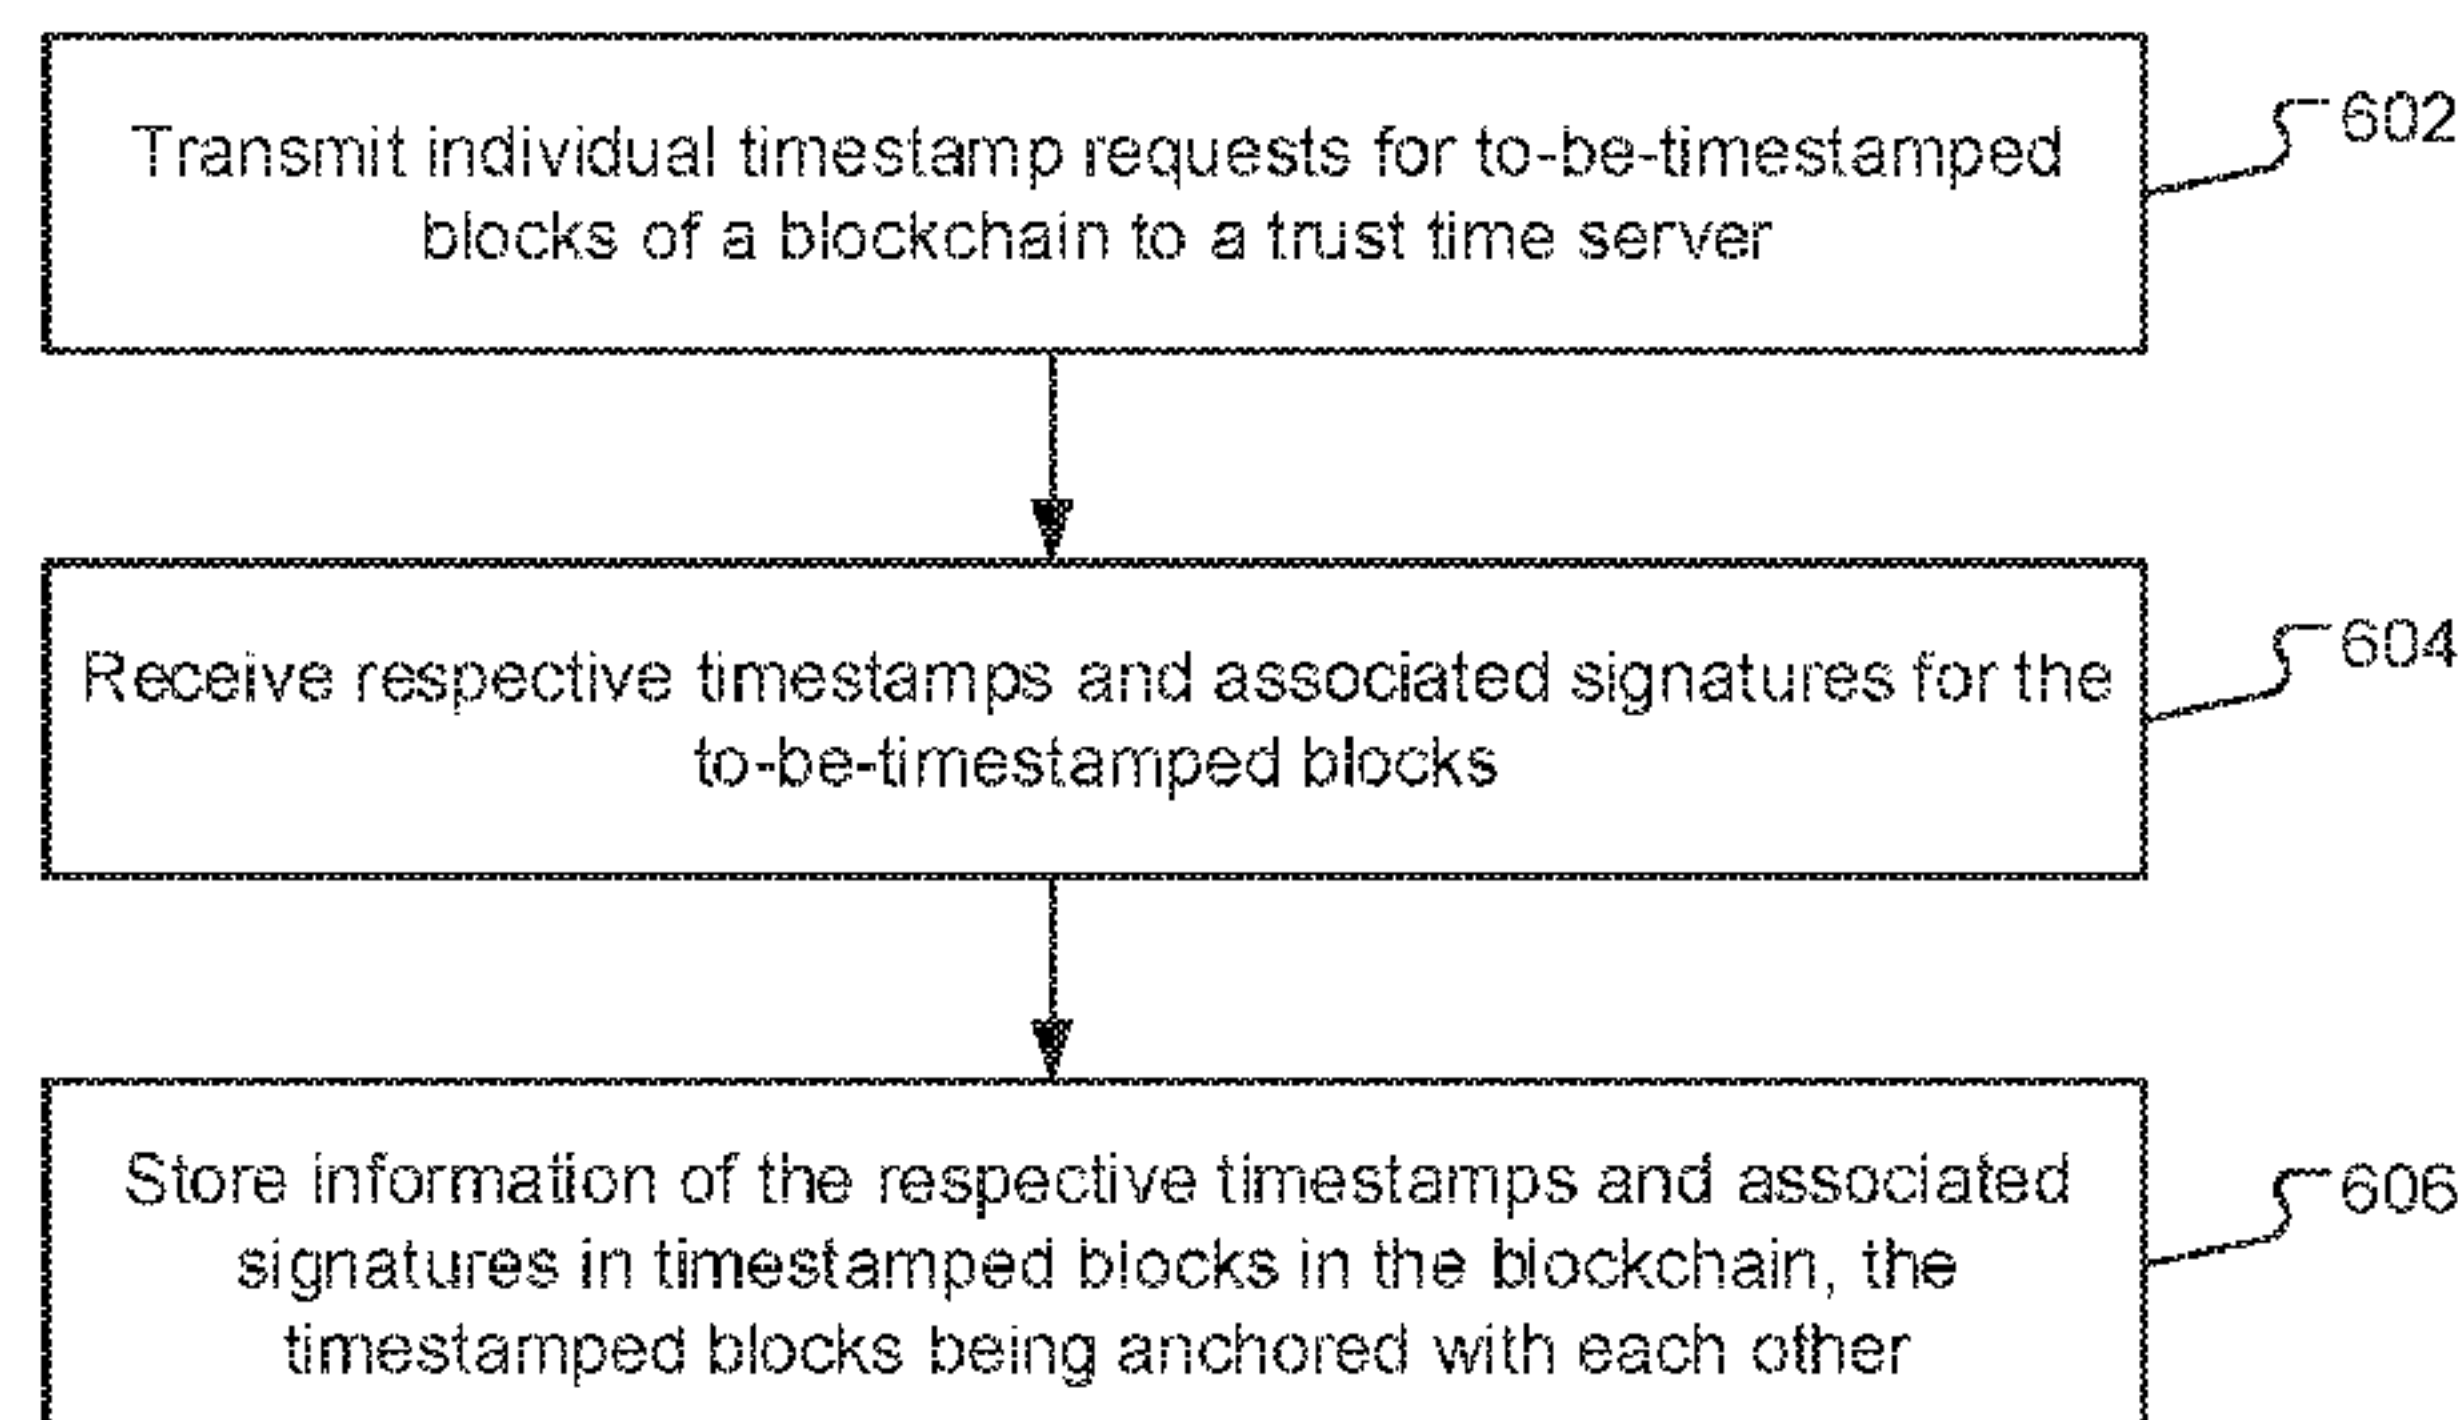 Transmit individual timestamp requests for to-be-timestamped
blocks of a blockchain to a trust time server
602
Receive respective timestamps and associated signatures for the
to-be-timestamped blocks
604
Store information of the respective timestamps and associated
signatures in timestamped blocks in the blockchain, the
timestamped blocks being anchored with each other
606